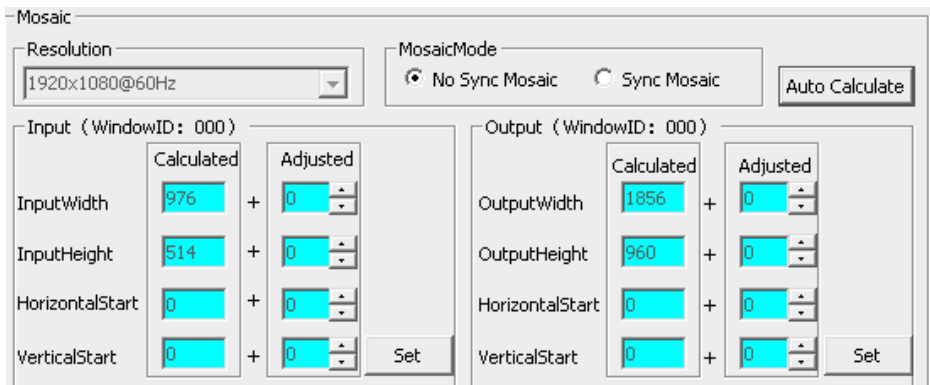 Mosaic
Resolution
1920x1080@60Hz
MosaicMode
No Sync Mosaic Sync Mosaic
Auto Calculate
Input (WindowID: 000)
Calculated Adjusted
InputWidth 976 + 0
InputHeight 514 + 0
HorizontalStart 0 + 0
VerticalStart 0 + 0 Set
Output (WindowID: 000)
Calculated Adjusted
OutputWidth 1856 + 0
OutputHeight 960 + 0
HorizontalStart 0 + 0
VerticalStart 0 + 0 Set